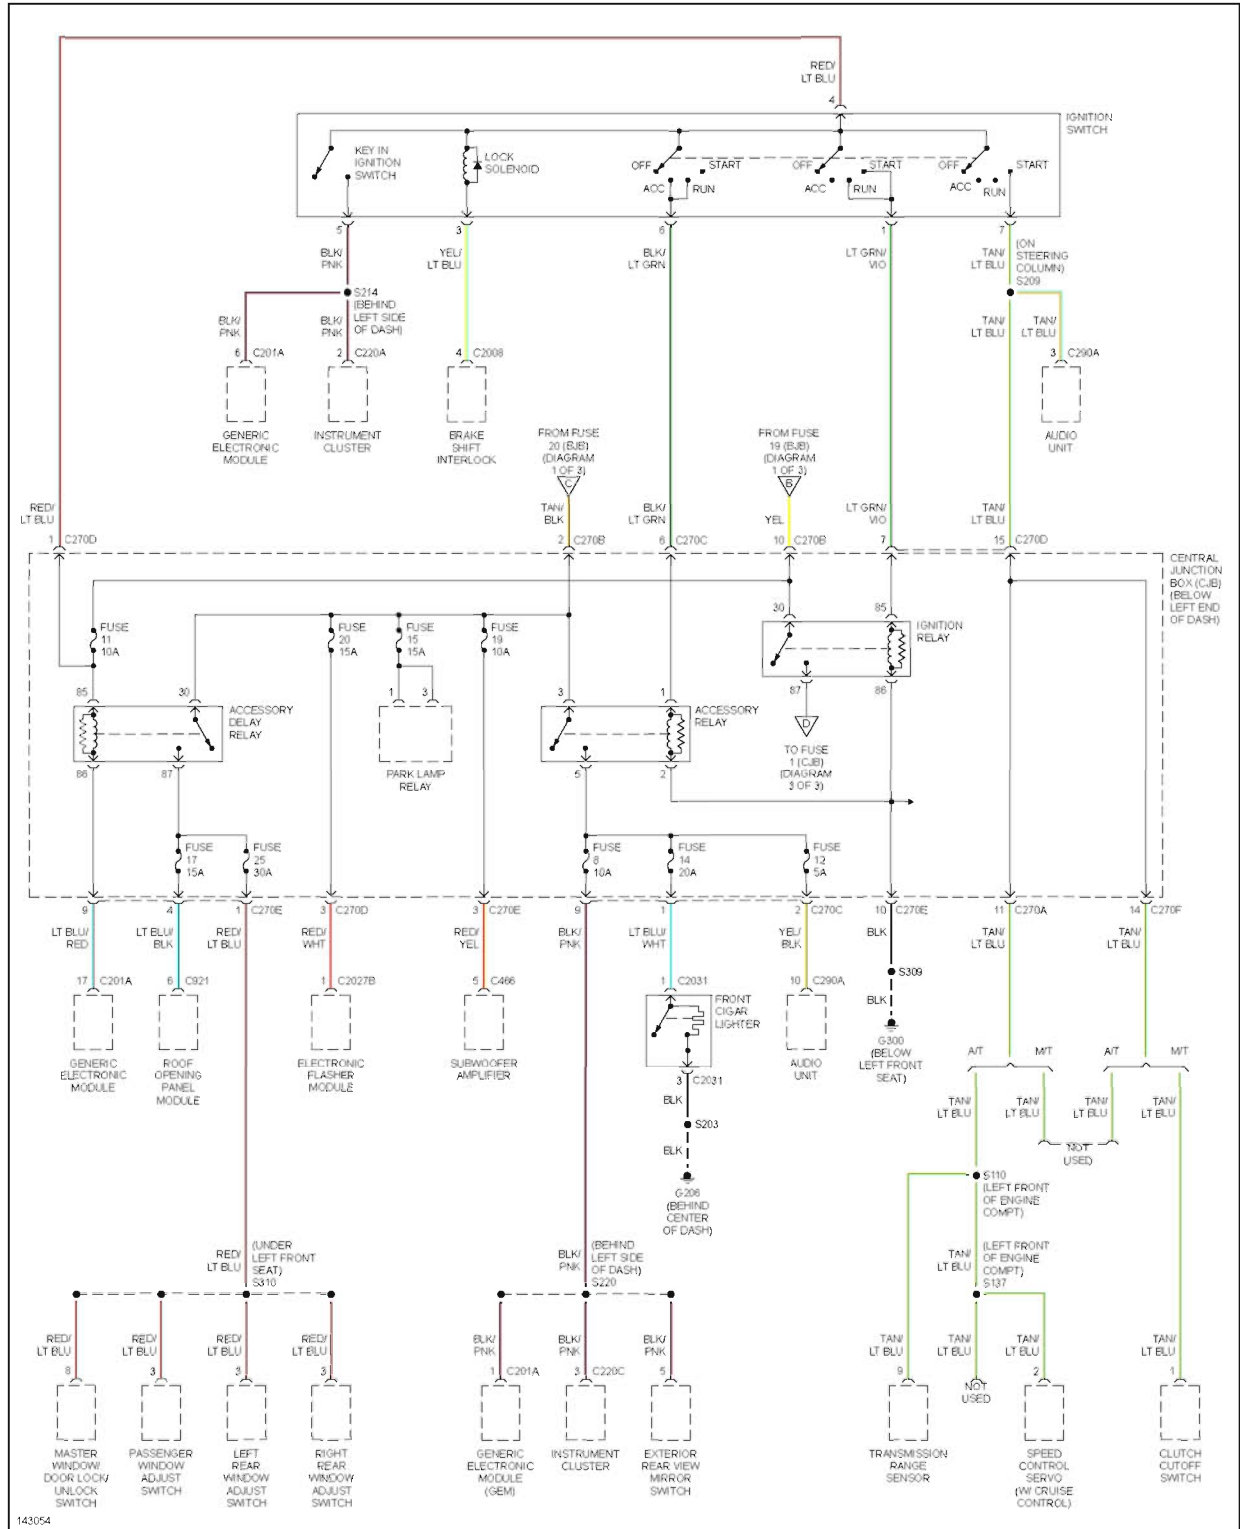 RED/
LT BLU
4
IGNITION
SWITCH
KEY IN
IGNITION
SWITCH
LOCK
SOLENOID
OFF
START
ACC
RUN
OFF
START
ACC
RUN
OFF
START
ACC
RUN
5
3
6
1
7
BLK/
PNK
YEL/
LT BLU
BLK/
LT GRN
LT GRN/
VIO
TAN/
LT BLU
(ON
STEERING
COLUMN)
S209
S214
(BEHIND
LEFT SIDE
OF DASH)
BLK/
PNK
BLK/
PNK
TAN/
LT BLU
TAN/
LT BLU
6 C201A
2 C220A
4 C2008
3 C290A
GENERIC
ELECTRONIC
MODULE
INSTRUMENT
CLUSTER
BRAKE
SHIFT
INTERLOCK
AUDIO
UNIT
FROM FUSE
20 (BJB)
(DIAGRAM
1 OF 3)
C
FROM FUSE
19 (BJB)
(DIAGRAM
1 OF 3)
B
RED/
LT BLU
TAN/
BLK
BLK/
LT GRN
YEL
LT GRN/
VIO
TAN/
LT BLU
1 C270D
2 C270B
6 C270C
10 C270B
7
15 C270D
CENTRAL
JUNCTION
BOX (CJB)
(BELOW
LEFT END
OF DASH)
FUSE
11
10A
FUSE
20
15A
FUSE
15
15A
FUSE
19
10A
30
85
IGNITION
RELAY
87
86
D
TO FUSE
1 (CJB)
(DIAGRAM
3 OF 3)
85
30
ACCESSORY
DELAY
RELAY
86
87
1
3
PARK LAMP
RELAY
3
1
ACCESSORY
RELAY
5
2
FUSE
17
15A
FUSE
25
30A
FUSE
8
10A
FUSE
14
20A
FUSE
12
5A
9
4
1 C270E
3 C270D
3 C270E
9
1
2 C270C
10 C270E
11 C270A
14 C270F
LT BLU/
RED
LT BLU/
BLK
RED/
LT BLU
RED/
WHT
RED/
YEL
BLK/
PNK
LT BLU/
WHT
YEL/
BLK
BLK
TAN/
LT BLU
TAN/
LT BLU
S309
BLK
G300
(BELOW
LEFT FRONT
SEAT)
17 C201A
6 C921
1 C2027B
5 C466
1 C2031
10 C290A
GENERIC
ELECTRONIC
MODULE
ROOF
OPENING
PANEL
MODULE
ELECTRONIC
FLASHER
MODULE
SUBWOOFER
AMPLIFIER
FRONT
CIGAR
LIGHTER
AUDIO
UNIT
3 C2031
BLK
S203
BLK
G206
(BEHIND
CENTER
OF DASH)
A/T
M/T
A/T
M/T
TAN/
LT BLU
TAN/
LT BLU
TAN/
LT BLU
TAN/
LT BLU
NOT
USED
S110
(LEFT FRONT
OF ENGINE
COMPT)
RED/
LT BLU
(UNDER
LEFT FRONT
SEAT)
S310
BLK/
PNK
(BEHIND
LEFT SIDE
OF DASH)
S220
TAN/
LT BLU
(LEFT FRONT
OF ENGINE
COMPT)
S137
RED/
LT BLU
RED/
LT BLU
RED/
LT BLU
RED/
LT BLU
BLK/
PNK
BLK/
PNK
BLK/
PNK
TAN/
LT BLU
TAN/
LT BLU
TAN/
LT BLU
TAN/
LT BLU
8
3
3
3
1 C201A
3 C220C
5
9
NOT
USED
2
1
MASTER
WINDOW/
DOOR LOCK/
UNLOCK
SWITCH
PASSENGER
WINDOW
ADJUST
SWITCH
LEFT
REAR
WINDOW
ADJUST
SWITCH
RIGHT
REAR
WINDOW
ADJUST
SWITCH
GENERIC
ELECTRONIC
MODULE
(GEM)
INSTRUMENT
CLUSTER
EXTERIOR
REAR VIEW
MIRROR
SWITCH
TRANSMISSION
RANGE
SENSOR
SPEED
CONTROL
SERVO
(W/ CRUISE
CONTROL)
CLUTCH
CUTOFF
SWITCH
143054